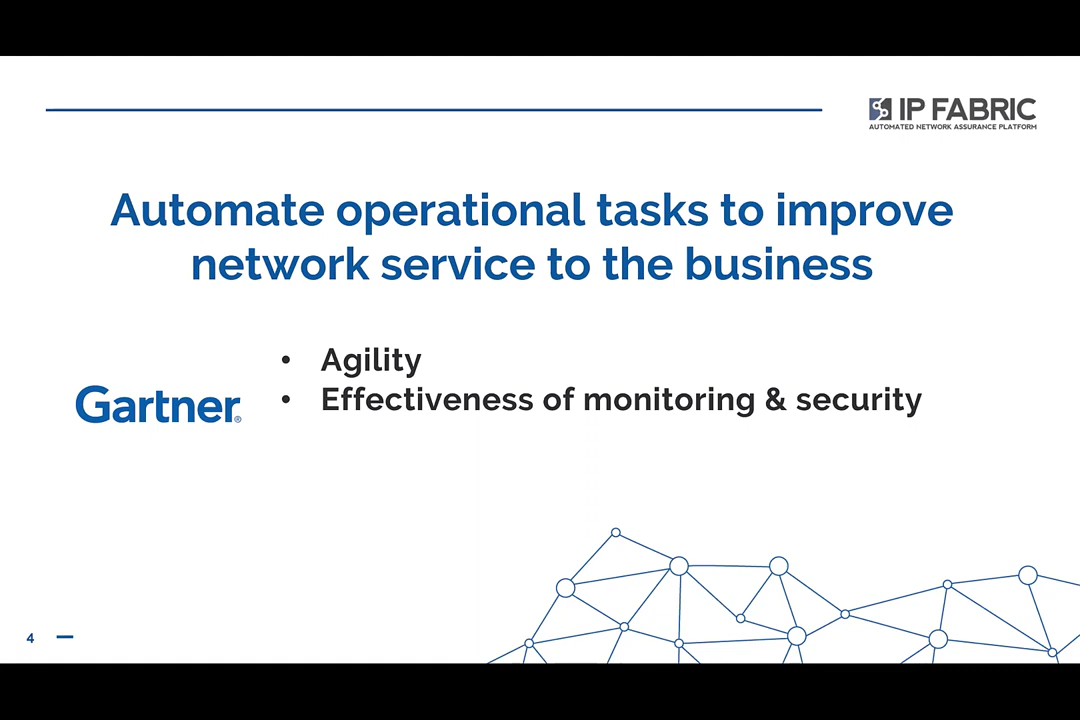 IP FABRIC
AUTOMATED NETWORK ASSURANCE PLATFORM
Automate operational tasks to improve
network service to the business
• Agility
Gartner®
• Effectiveness of monitoring & security
4